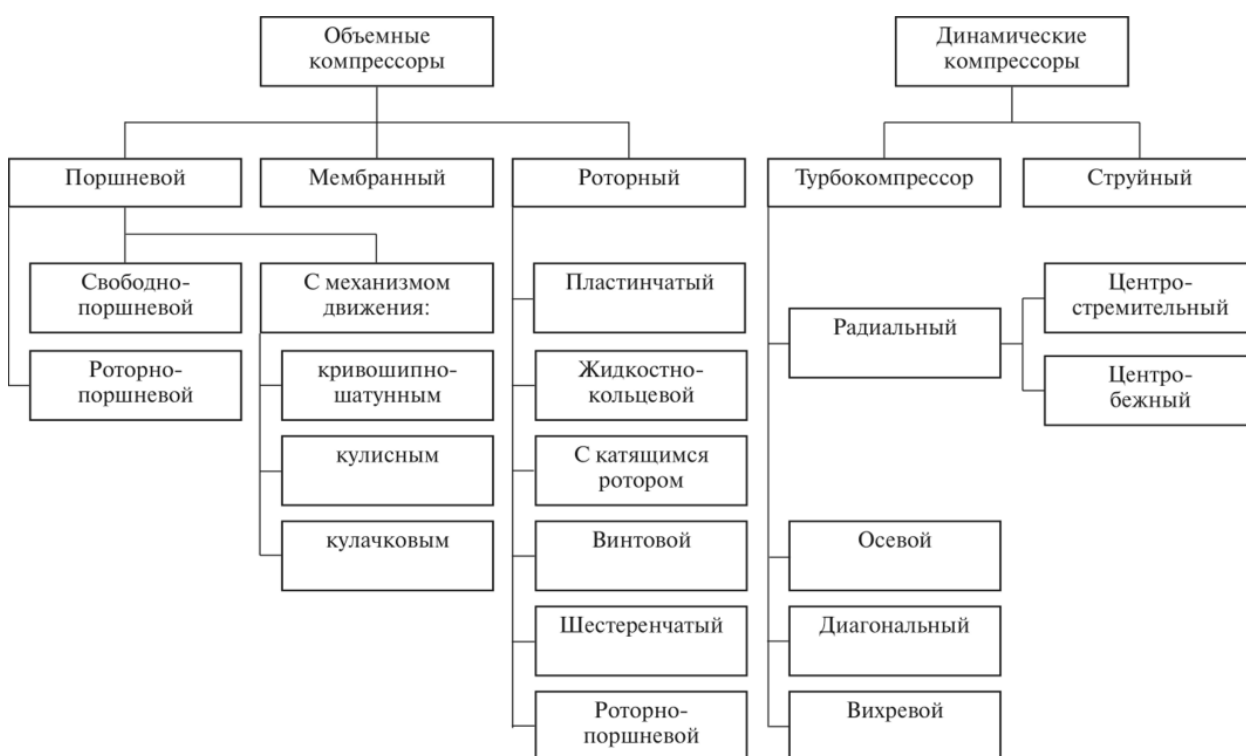 Объемные
компрессоры
Динамические
компрессоры
Поршневой
Мембранный
Роторный
Турбокомпрессор
Струйный
Свободно-
поршневой
С механизмом
движения:
Пластинчатый
Радиальный
Центро-
стремительный
Роторно-
поршневой
кривошипно-
шатунным
Жидкостно-
кольцевой
Центро-
бежный
кулисным
С катящимся
ротором
кулачковым
Винтовой
Осевой
Шестеренчатый
Диагональный
Роторно-
поршневой
Вихревой